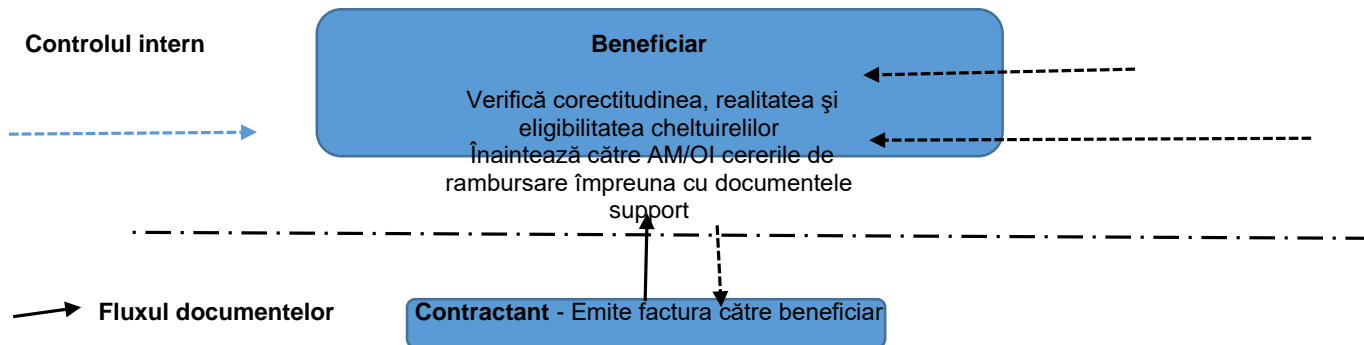 Controlul intern
Beneficiar
Verifică corectitudinea, realitatea şi
eligibilitatea cheltuirelilor
Înaintează către AM/OI cererile de
rambursare împreuna cu documentele
support
Fluxul documentelor
Contractant - Emite factura către beneficiar